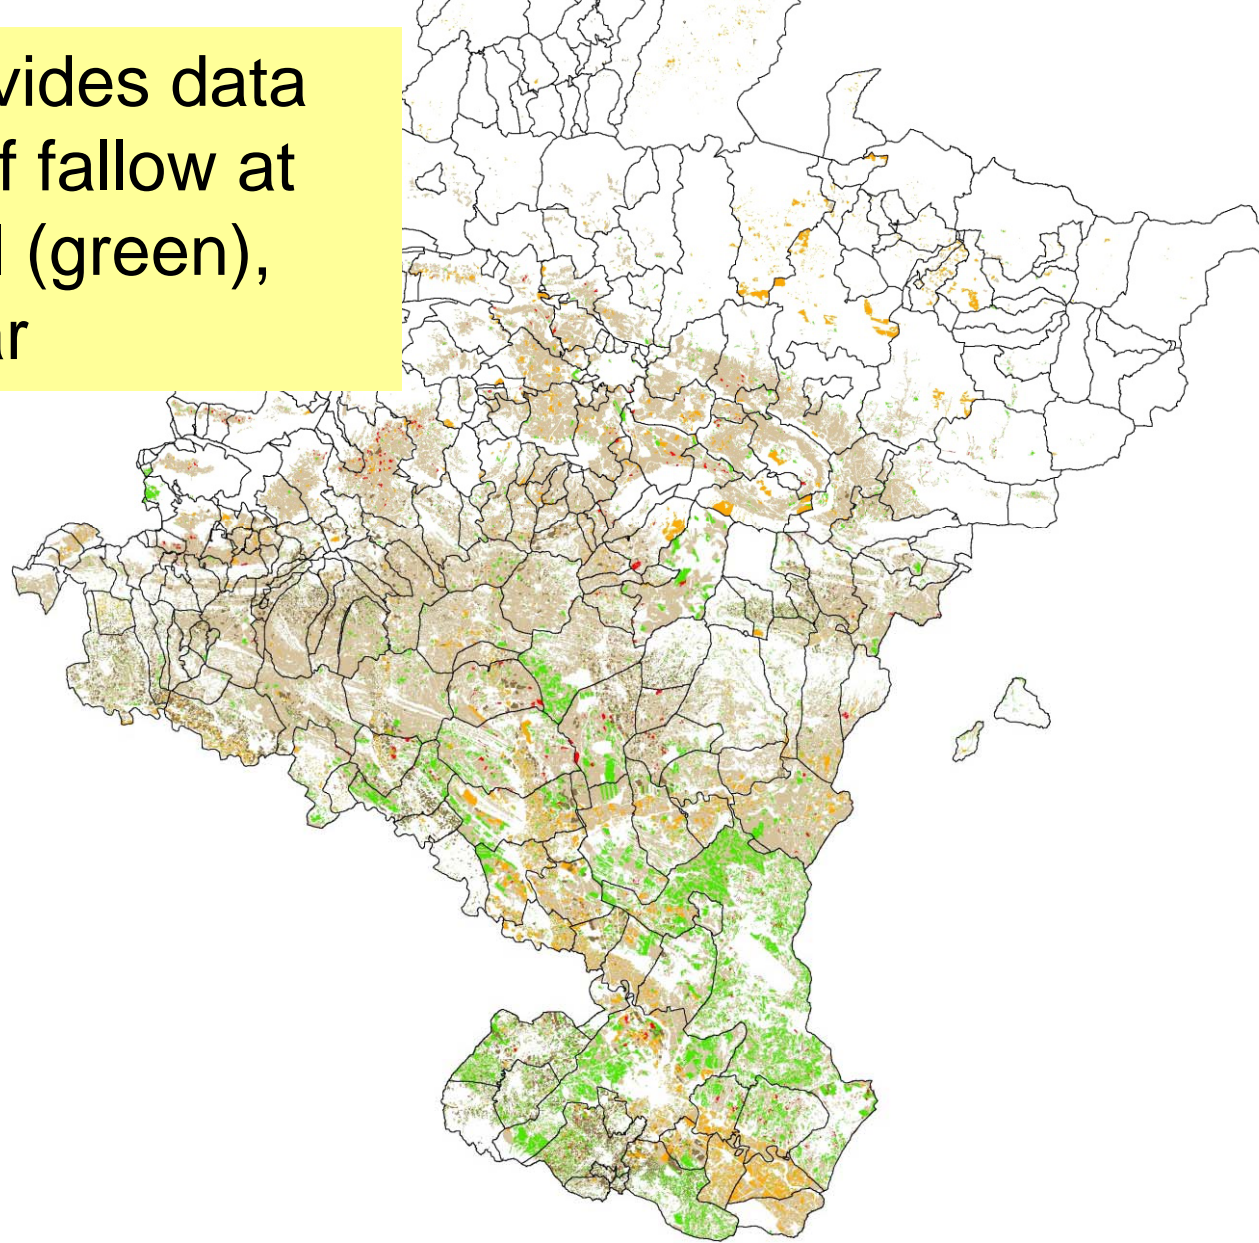 vides data
f fallow at
(green),